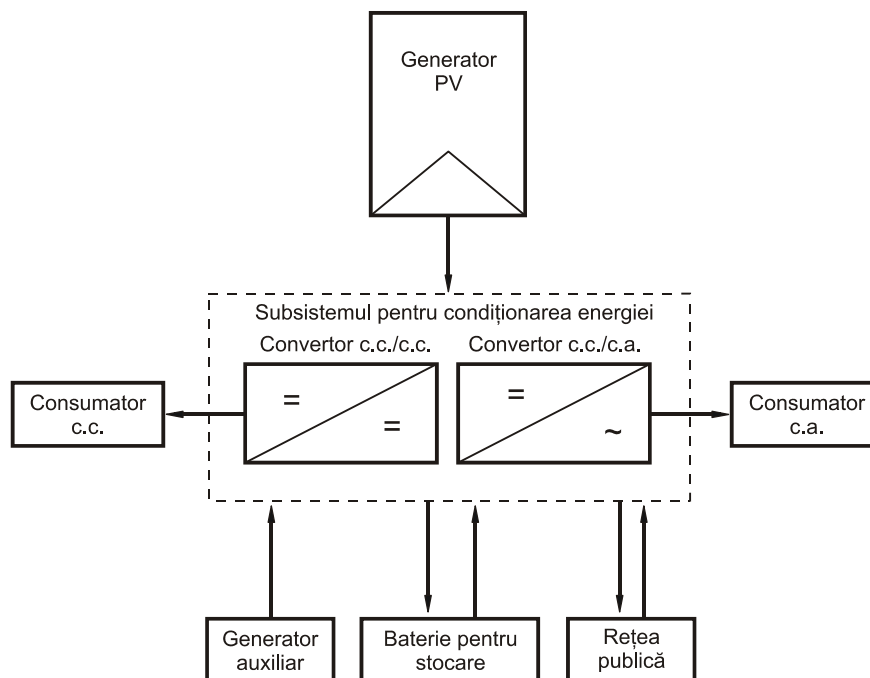 Generator
PV
Subsistemul pentru condiționarea energiei
Convertor c.c./c.c.
Convertor c.c./c.a.
=
=
=
~
Consumator
c.c.
Consumator
c.a.
Generator
auxiliar
Baterie pentru
stocare
Rețea
publică